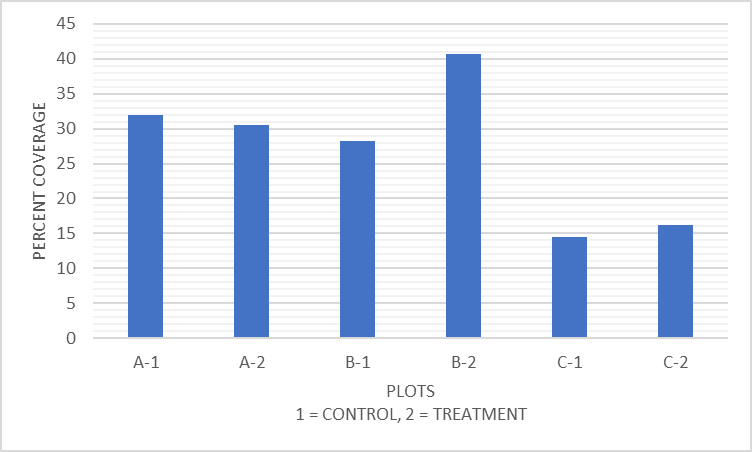 45
40
35
30
25
20
15
10
5
0
PERCENT COVERAGE
A-1 A-2 B-1 B-2 C-1 C-2
PLOTS
1 = CONTROL, 2 = TREATMENT